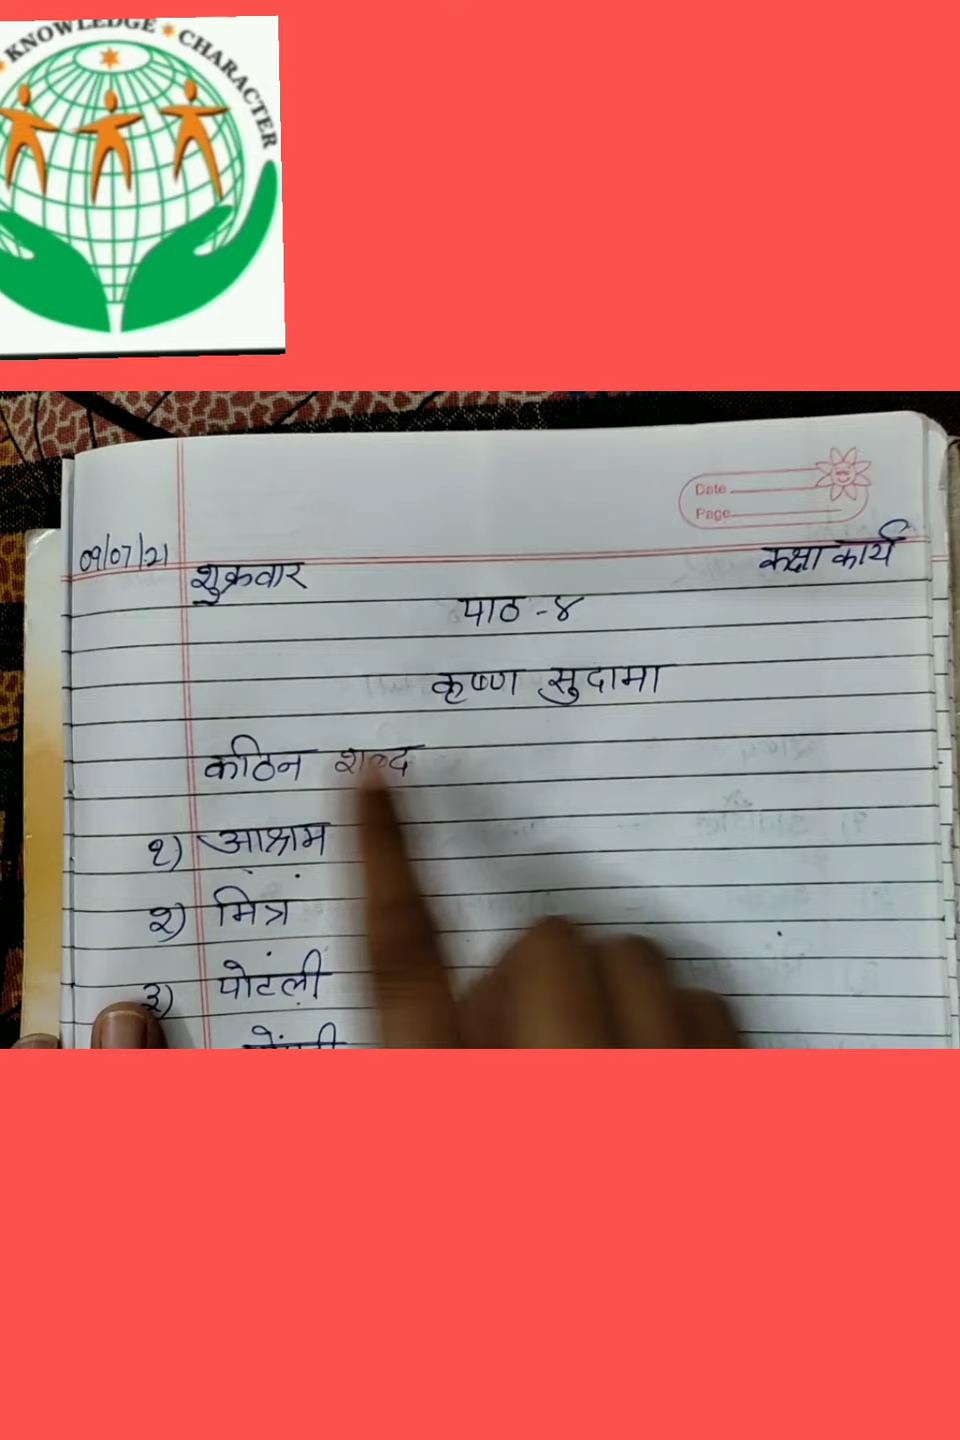 KNOWLEDGE CHARACTER
Date
Page
09/07/21
शुक्रवार
कक्षा कार्य
पाठ -४
कृष्ण सुदामा
कठिन शब्द
१) आश्रम
२) मित्र
३) पोटली